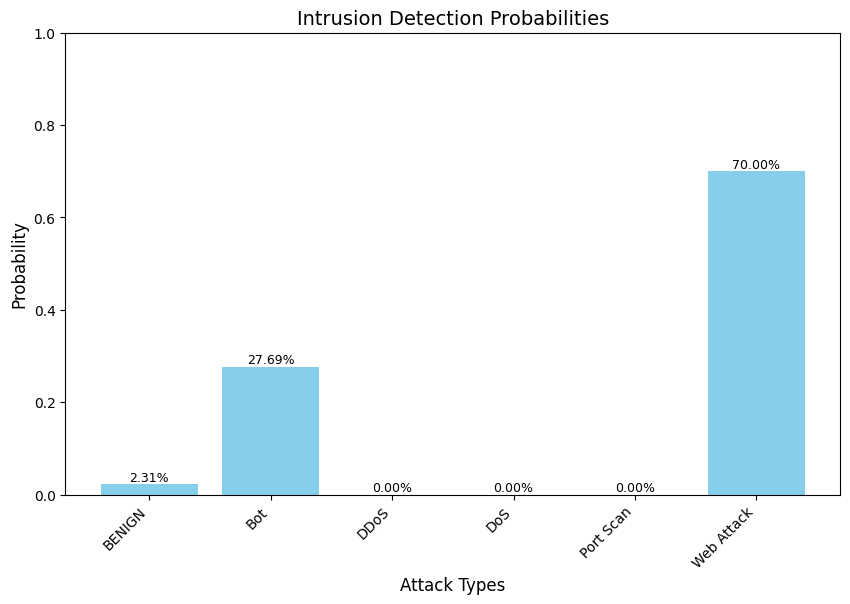 Intrusion Detection Probabilities
1.0
0.8
0.6
0.4
0.2
0.0
Probability
2.31%
27.69%
0.00%
0.00%
0.00%
70.00%
BENIGN
Bot
DDoS
DoS
Port Scan
Web Attack
Attack Types